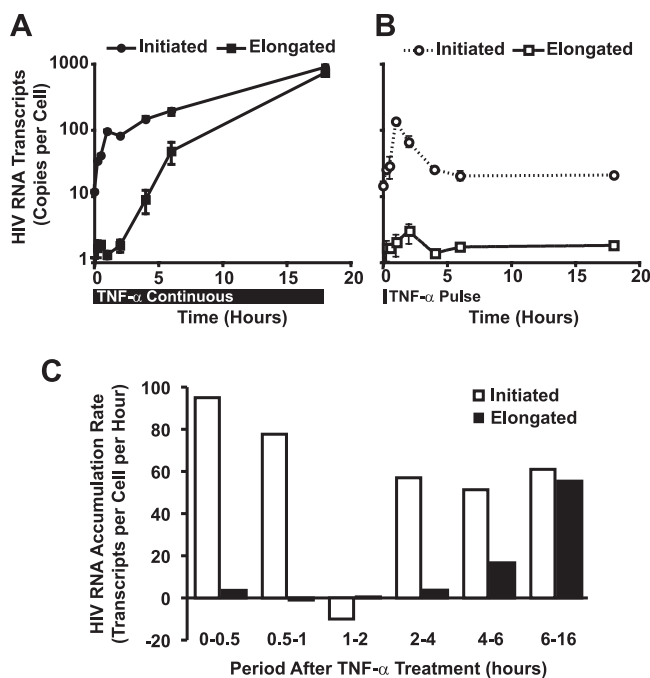 A
B
Initiated
Elongated
Initiated
Elongated
HIV RNA Transcripts
(Copies per Cell)
1000
100
10
1
0
5
10
15
20
0
5
10
15
20
TNF-α Continuous
TNF-α Pulse
Time (Hours)
Time (Hours)
C
HIV RNA Accumulation Rate
(Transcripts per Cell per Hour)
100
80
60
40
20
0
-20
Initiated
Elongated
0-0.5
0.5-1
1-2
2-4
4-6
6-16
Period After TNF-α Treatment (hours)